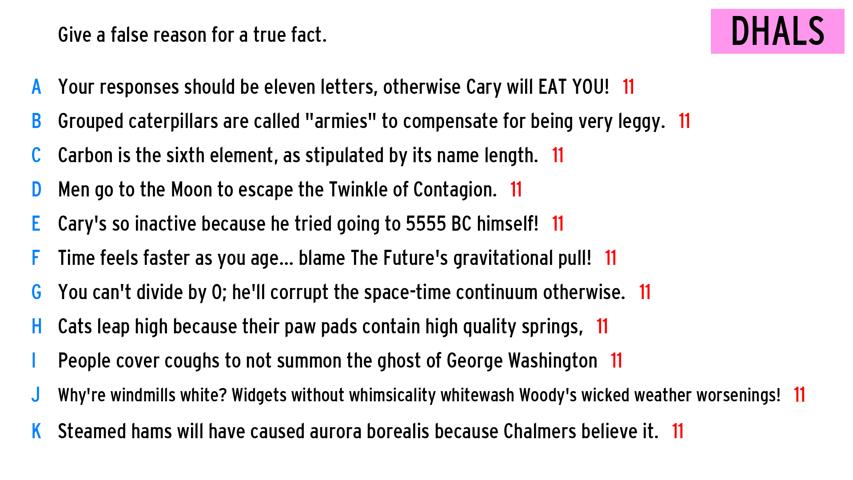 Give a false reason for a true fact.
DHALS
A Your responses should be eleven letters, otherwise Cary will EAT YOU! 11
B Grouped caterpillars are called "armies" to compensate for being very leggy. 11
C Carbon is the sixth element, as stipulated by its name length. 11
D Men go to the Moon to escape the Twinkle of Contagion. 11
E Cary's so inactive because he tried going to 5555 BC himself! 11
F Time feels faster as you age... blame The Future's gravitational pull! 11
G You can't divide by 0; he'll corrupt the space-time continuum otherwise. 11
H Cats leap high because their paw pads contain high quality springs, 11
I People cover coughs to not summon the ghost of George Washington 11
J Why're windmills white? Widgets without whimsicality whitewash Woody's wicked weather worsenings! 11
K Steamed hams will have caused aurora borealis because Chalmers believe it. 11